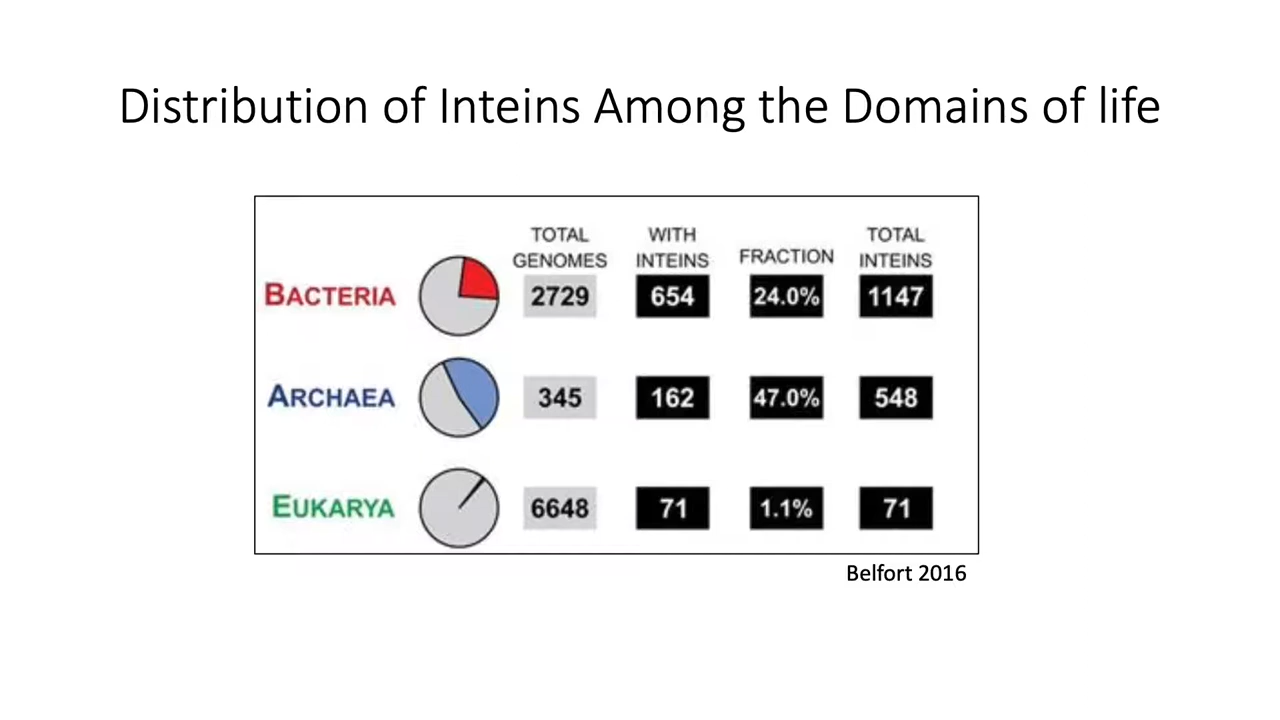 Distribution of Inteins Among the Domains of life
TOTAL GENOMES WITH INTEINS FRACTION TOTAL INTEINS
BACTERIA 2729 654 24.0% 1147
ARCHAEA 345 162 47.0% 548
EUKARYA 6648 71 1.1% 71
Belfort 2016